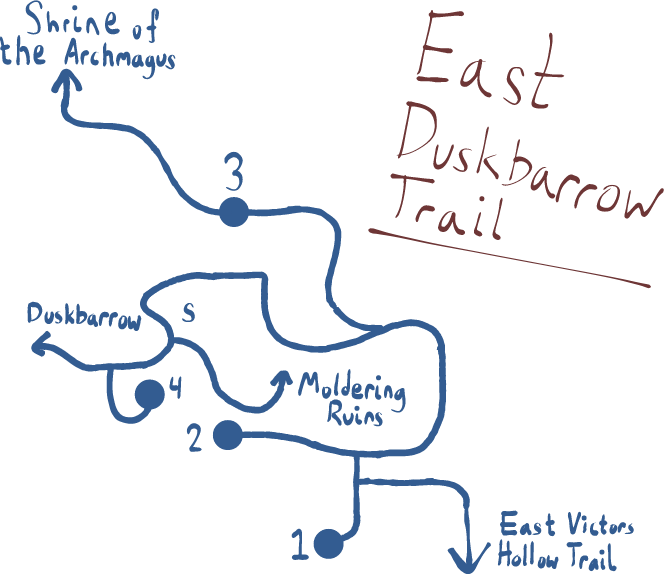 Shrine of
the Archmagus
East
Duskbarrow
Trail
3
Duskbarrow
S
4
Moldering
Ruins
2
1
East Victors
Hollow Trail